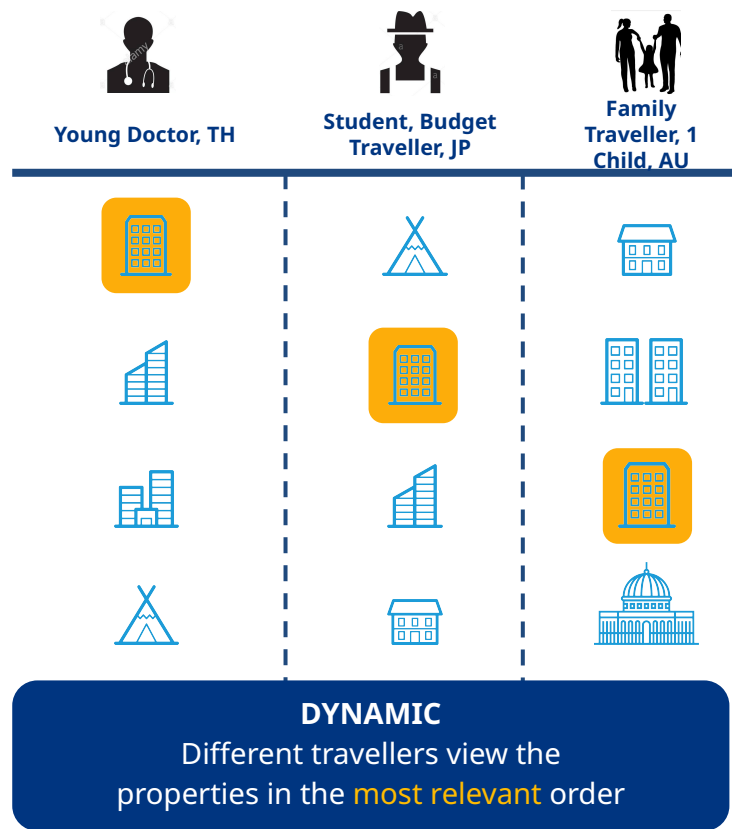 Young Doctor, TH
Student, Budget
Traveller, JP
Family
Traveller, 1
Child, AU
DYNAMIC
Different travellers view the
properties in the most relevant order